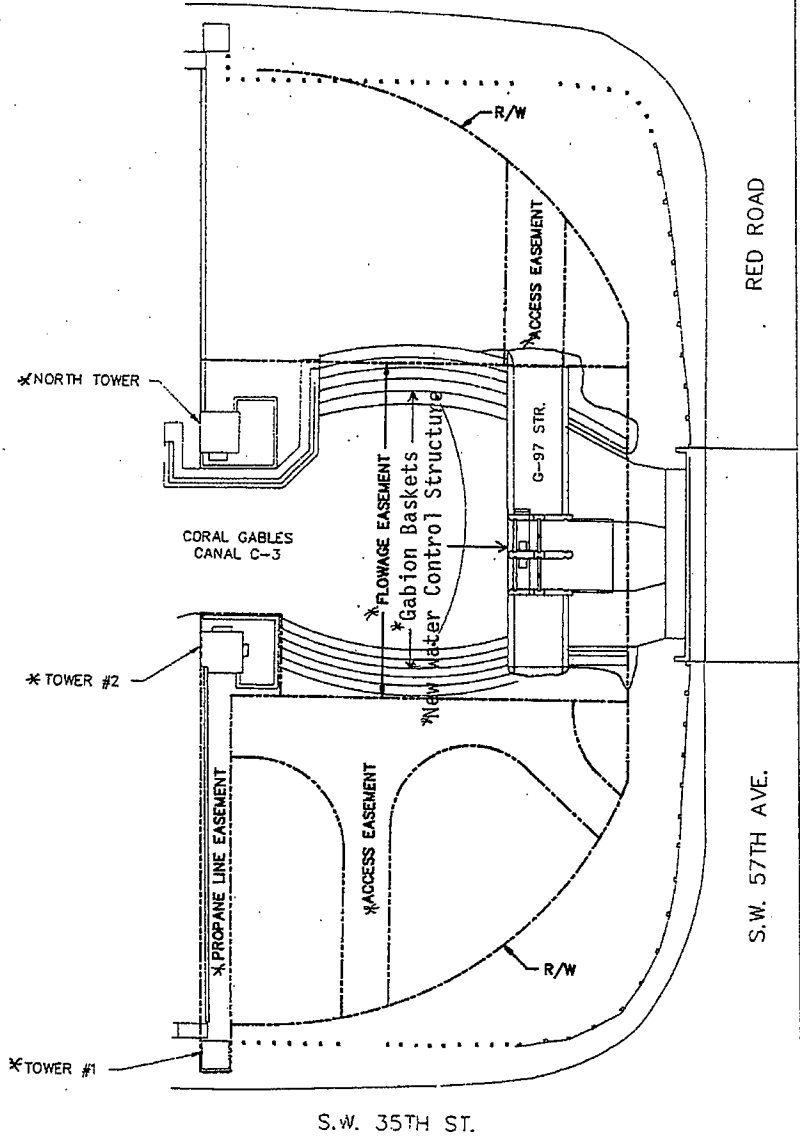 R/W
RED ROAD
*ACCESS EASEMENT
*NORTH TOWER
G-97 STR.
CORAL GABLES
CANAL C-3
*FLOWAGE EASEMENT
*Gabion Baskets
*New Water Control Structure
*TOWER #2
*PROPANE LINE EASEMENT
*ACCESS EASEMENT
S.W. 57TH AVE.
R/W
*TOWER #1
S.W. 35TH ST.